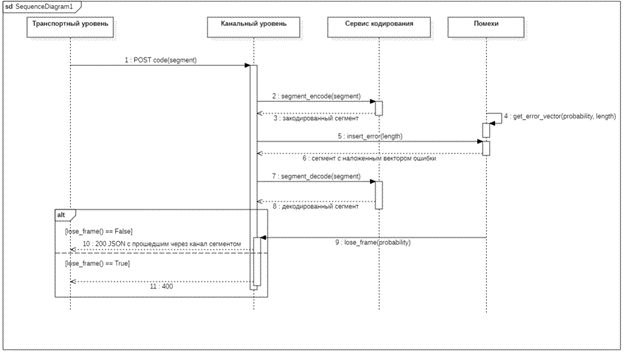 sd SequenceDiagram1
Транспортный уровень
Канальный уровень
Сервис кодирования
Помехи
1 : POST code(segment)
2 : segment_encode(segment)
3 : закодированный сегмент
4 : get_error_vector(probability, length)
5 : insert_error(length)
6 : сегмент с наложенным вектором ошибки
7 : segment_decode(segment)
8 : декодированный сегмент
alt
[lose_frame() == False]
9 : lose_frame(probability)
10 : 200 JSON с прошедшим через канал сегментом
[lose_frame() == True]
11 : 400